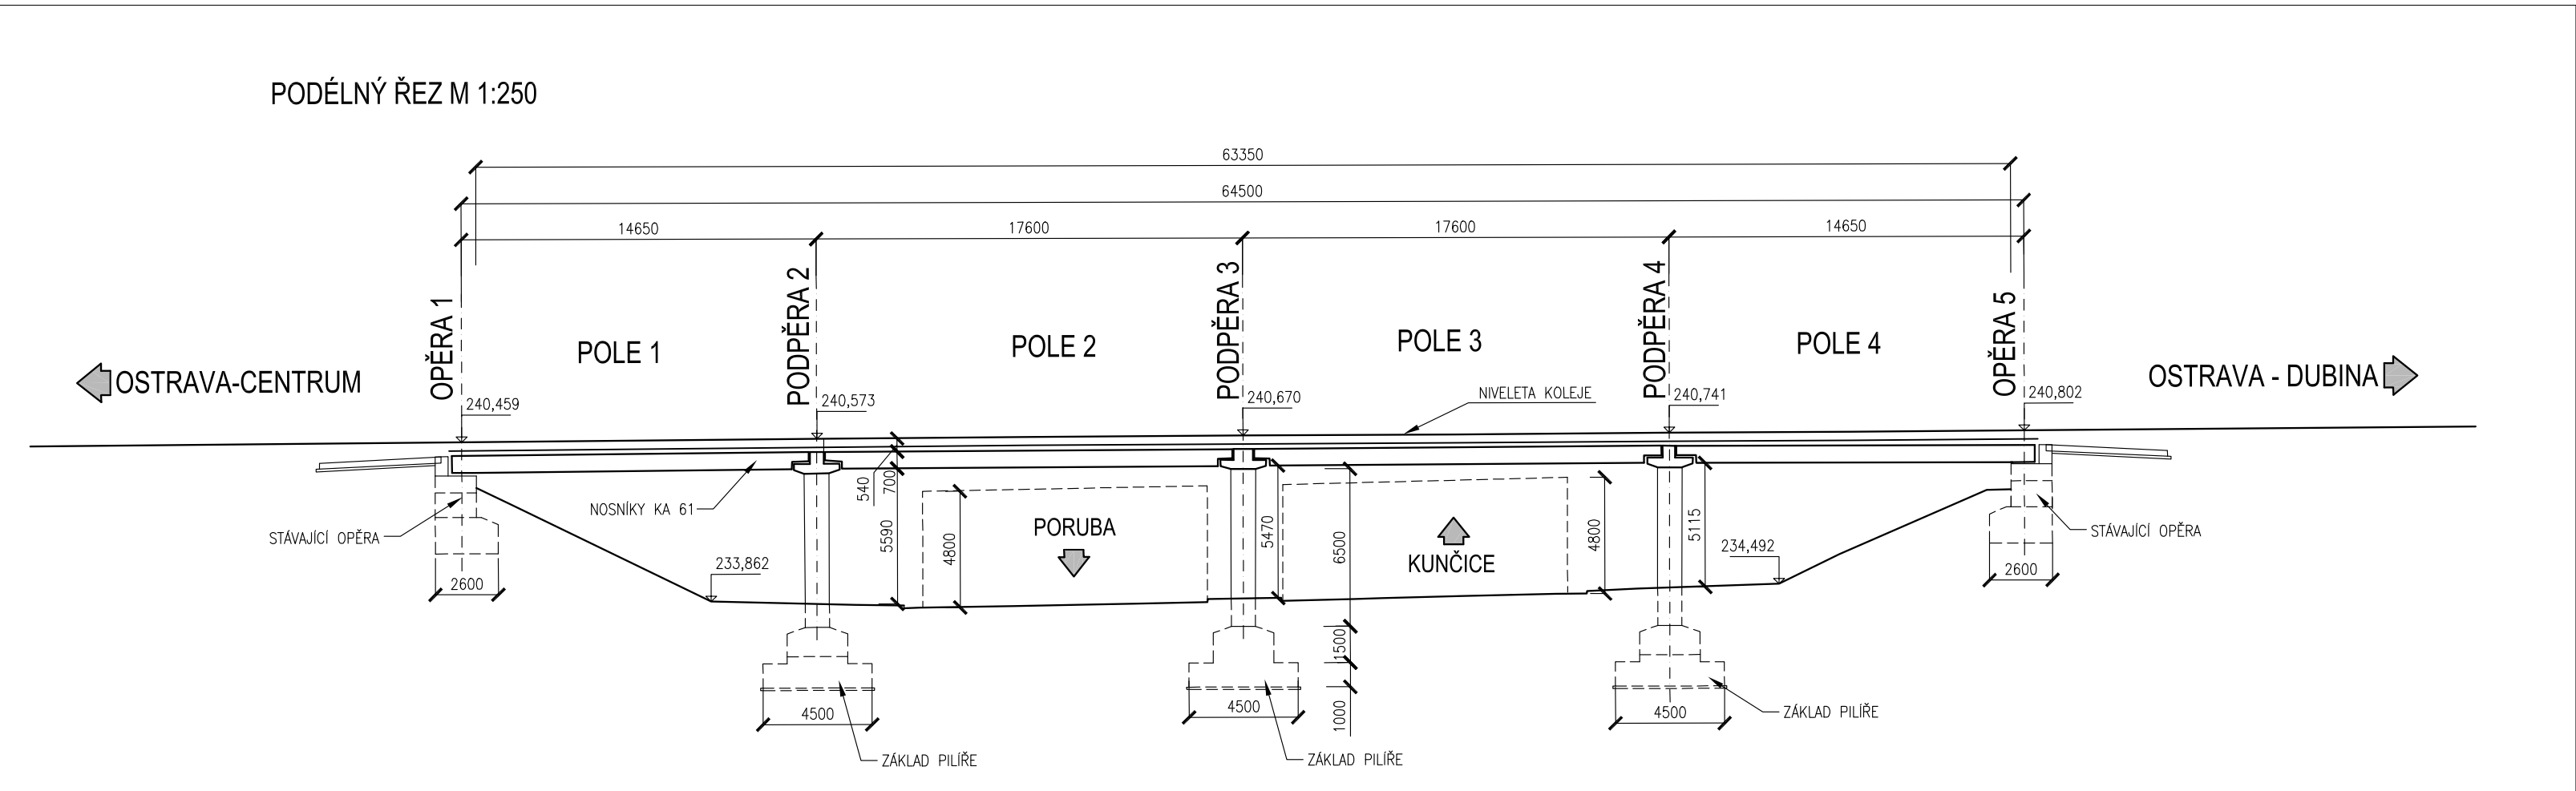 PODÉLNÝ ŘEZ M 1:250
63350
64500
14650
17600
17600
14650
OPĚRA 1
PODPĚRA 2
PODPĚRA 3
PODPĚRA 4
OPĚRA 5
POLE 1
POLE 2
POLE 3
POLE 4
OSTRAVA-CENTRUM
OSTRAVA - DUBINA
240,459
240,573
240,670
240,741
240,802
NIVELETA KOLEJE
NOSNÍKY KA 61
540
700
5590
4800
PORUBA
5470
6500
KUNČICE
4800
5115
STÁVAJÍCÍ OPĚRA
STÁVAJÍCÍ OPĚRA
233,862
234,492
2600
2600
1500
1000
4500
4500
4500
ZÁKLAD PILÍŘE
ZÁKLAD PILÍŘE
ZÁKLAD PILÍŘE